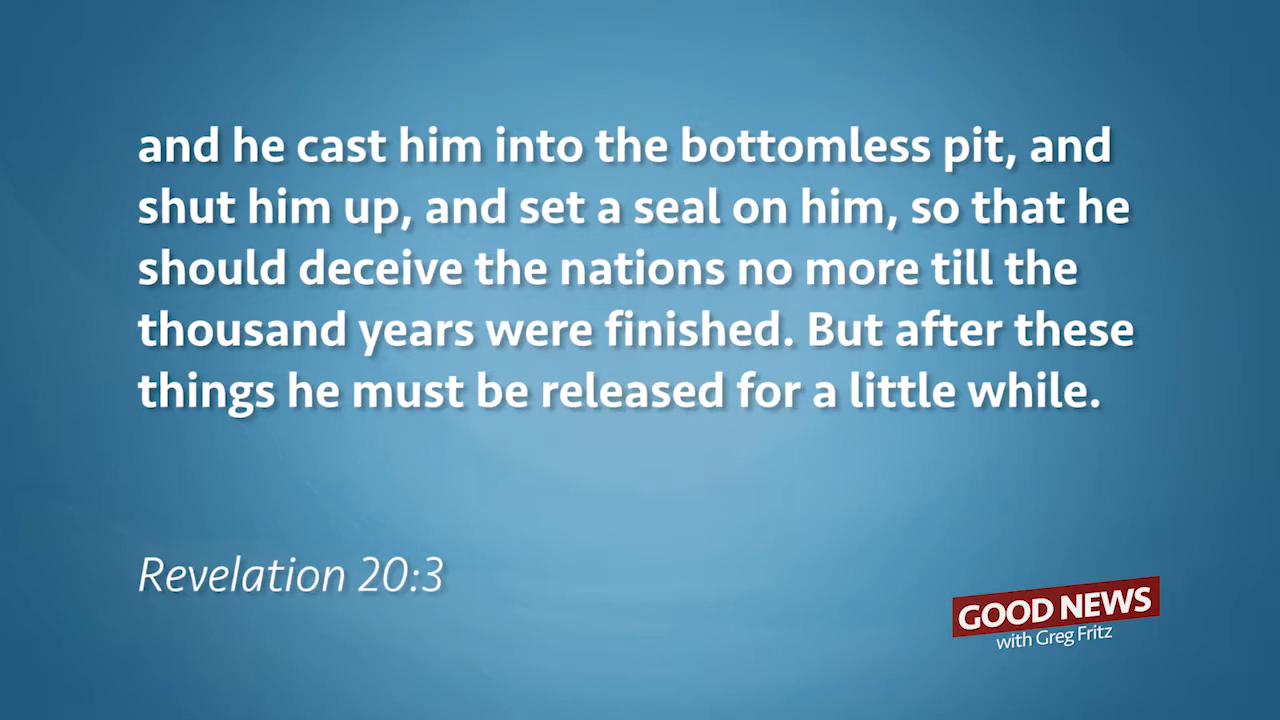 and he cast him into the bottomless pit, and
shut him up, and set a seal on him, so that he
should deceive the nations no more till the
thousand years were finished. But after these
things he must be released for a little while.
Revelation 20:3
GOOD NEWS
with Greg Fritz